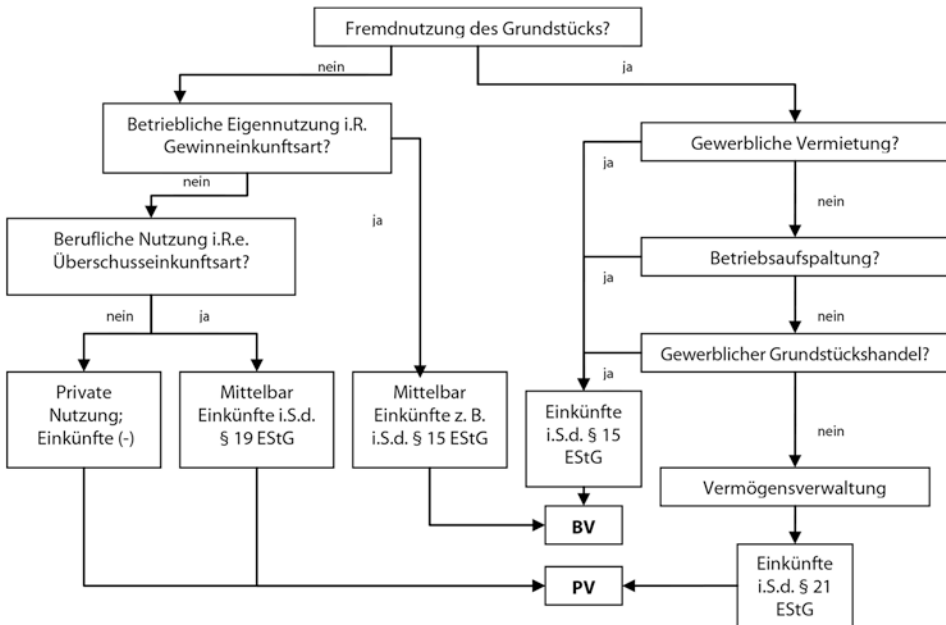 Fremdnutzung des Grundstücks?
nein
ja
Betriebliche Eigennutzung i.R.
Gewinneinkunftsart?
Gewerbliche Vermietung?
ja
nein
nein
ja
Berufliche Nutzung i.R.e.
Überschusseinkunftsart?
Betriebsaufspaltung?
ja
nein
nein
ja
Gewerblicher Grundstückshandel?
ja
Private
Nutzung;
Einkünfte (-)
Mittelbar
Einkünfte i.S.d.
§ 19 EStG
Mittelbar
Einkünfte z. B.
i.S.d. § 15 EStG
Einkünfte
i.S.d. § 15
EStG
nein
Vermögensverwaltung
BV
Einkünfte
i.S.d. § 21
EStG
PV